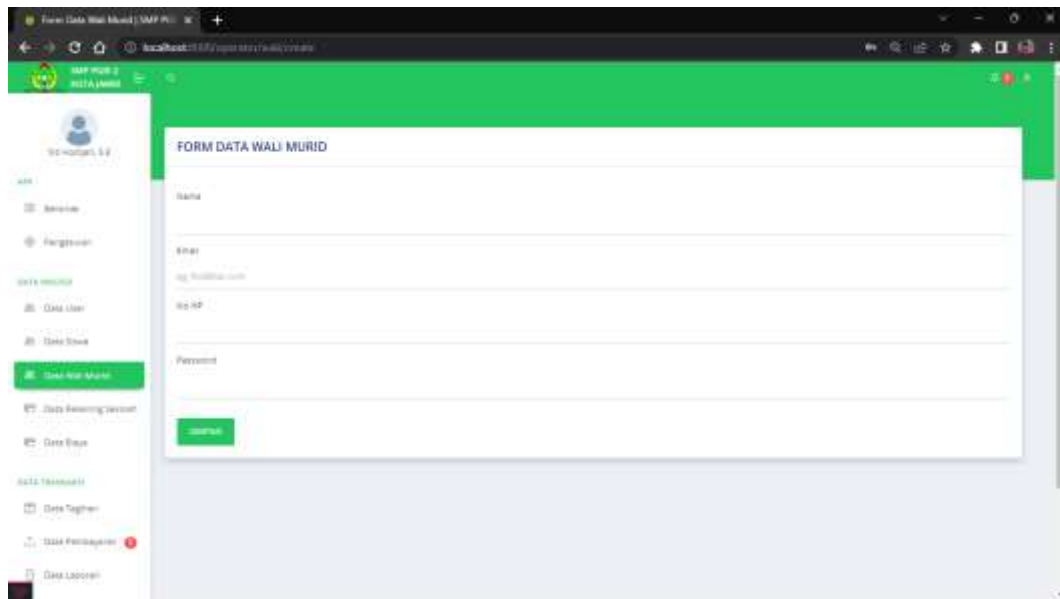 Form Data Wali Murid | SMP
localhost
SMP PGRI 2
KOTA JAMBI
FORM DATA WALI MURID
Nama
Email
No HP
Password
SIMPAN
APP
Beranda
Pengaturan
DATA MASTER
Data User
Data Siswa
Data Wali Murid
Data Rekening Sekolah
Data Biaya
DATA TRANSAKSI
Data Tagihan
Data Pembayaran
Data Laporan